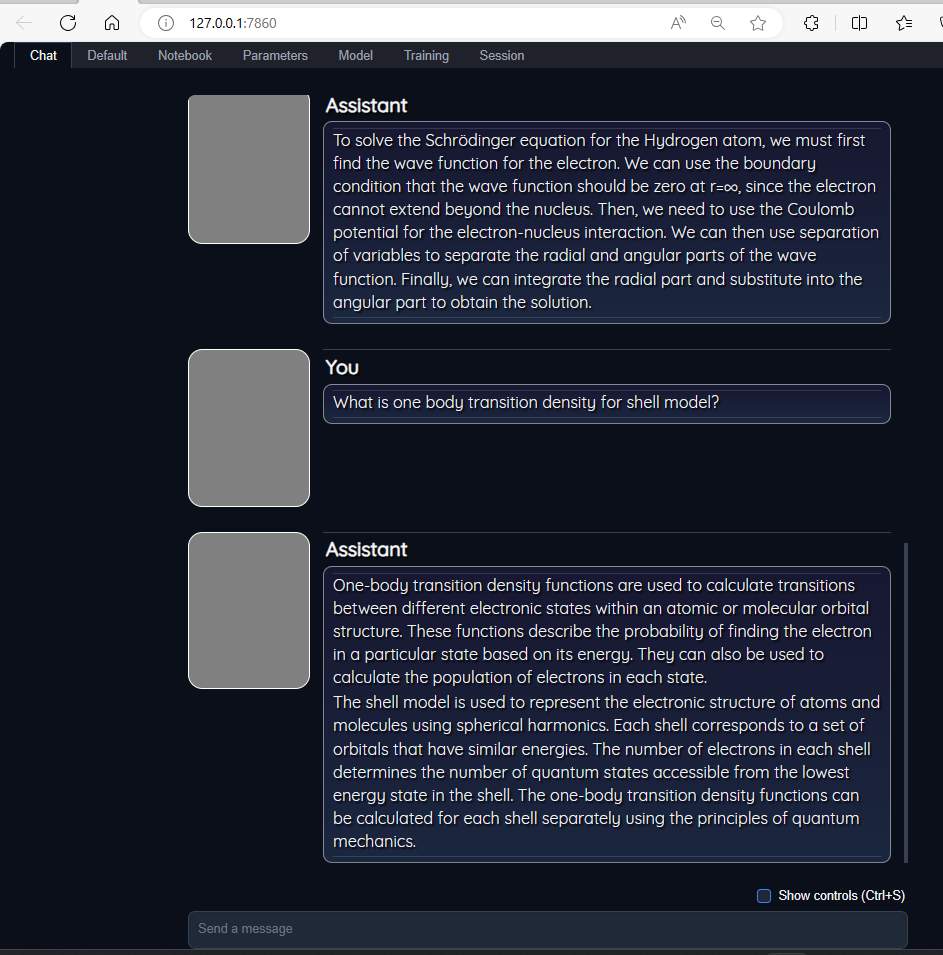 127.0.0.1:7860
Chat Default Notebook Parameters Model Training Session
Assistant
To solve the Schrödinger equation for the Hydrogen atom, we must first
find the wave function for the electron. We can use the boundary
condition that the wave function should be zero at r=∞, since the electron
cannot extend beyond the nucleus. Then, we need to use the Coulomb
potential for the electron-nucleus interaction. We can then use separation
of variables to separate the radial and angular parts of the wave
function. Finally, we can integrate the radial part and substitute into the
angular part to obtain the solution.
You
What is one body transition density for shell model?
Assistant
One-body transition density functions are used to calculate transitions
between different electronic states within an atomic or molecular orbital
structure. These functions describe the probability of finding the electron
in a particular state based on its energy. They can also be used to
calculate the population of electrons in each state.
The shell model is used to represent the electronic structure of atoms and
molecules using spherical harmonics. Each shell corresponds to a set of
orbitals that have similar energies. The number of electrons in each shell
determines the number of quantum states accessible from the lowest
energy state in the shell. The one-body transition density functions can
be calculated for each shell separately using the principles of quantum
mechanics.
Show controls (Ctrl+S)
Send a message